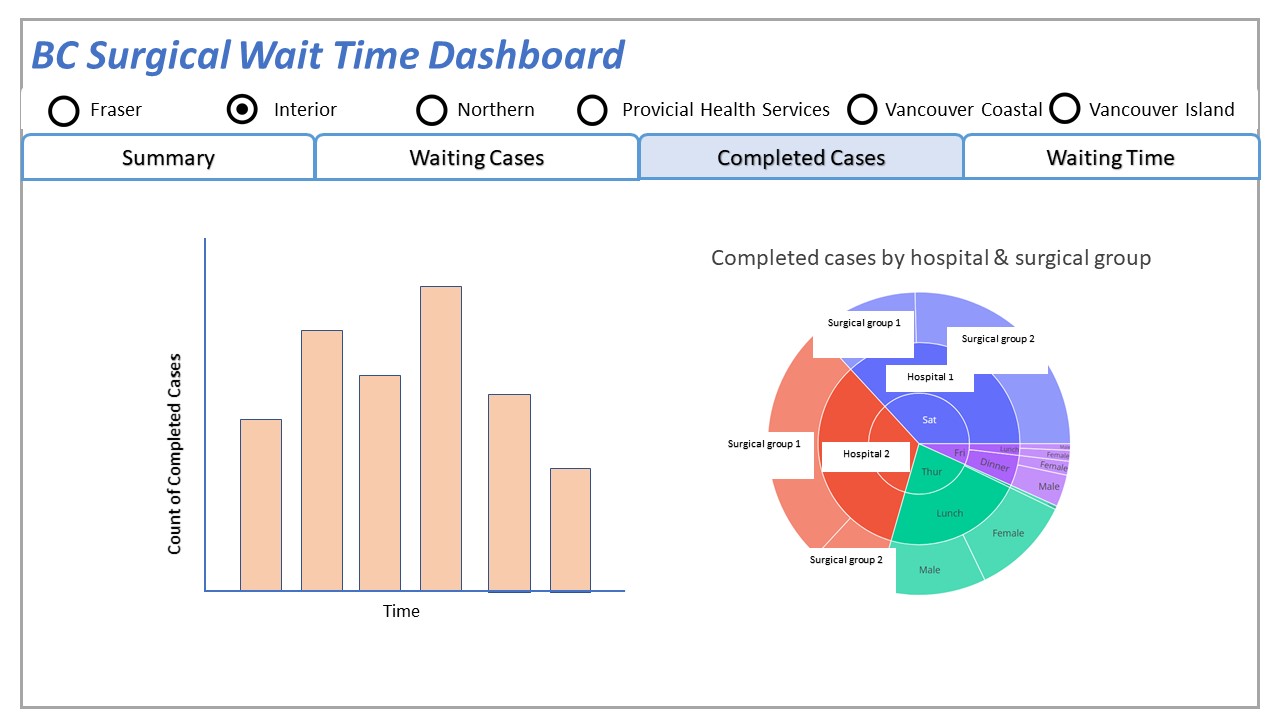 BC Surgical Wait Time Dashboard
Fraser Interior Northern Provicial Health Services Vancouver Coastal Vancouver Island
Summary Waiting Cases Completed Cases Waiting Time
Count of Completed Cases
Time
Completed cases by hospital & surgical group
Surgical group 1
Surgical group 2
Hospital 1
Sat
Surgical group 1
Hospital 2
Fri
Lunch
Female
Dinner
Female
Thur
Male
Lunch
Female
Surgical group 2
Male